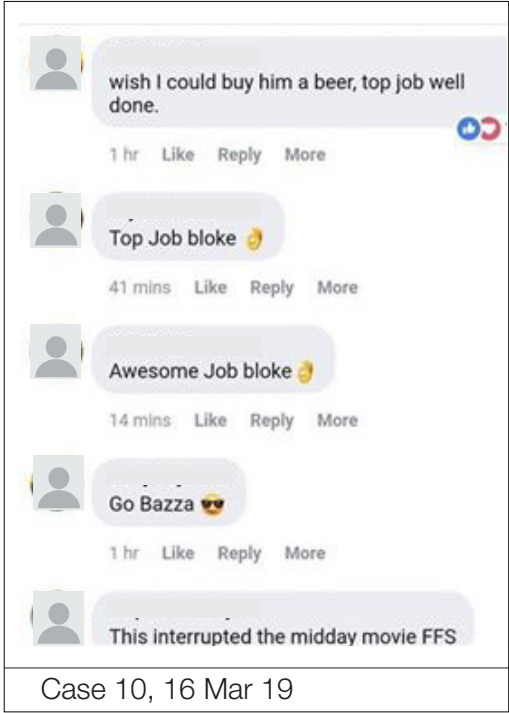 wish I could buy him a beer, top job well
done.
1 hr Like Reply More
Top Job bloke 👌
41 mins Like Reply More
Awesome Job bloke 👌
14 mins Like Reply More
Go Bazza 😎
1 hr Like Reply More
This interrupted the midday movie FFS
Case 10, 16 Mar 19